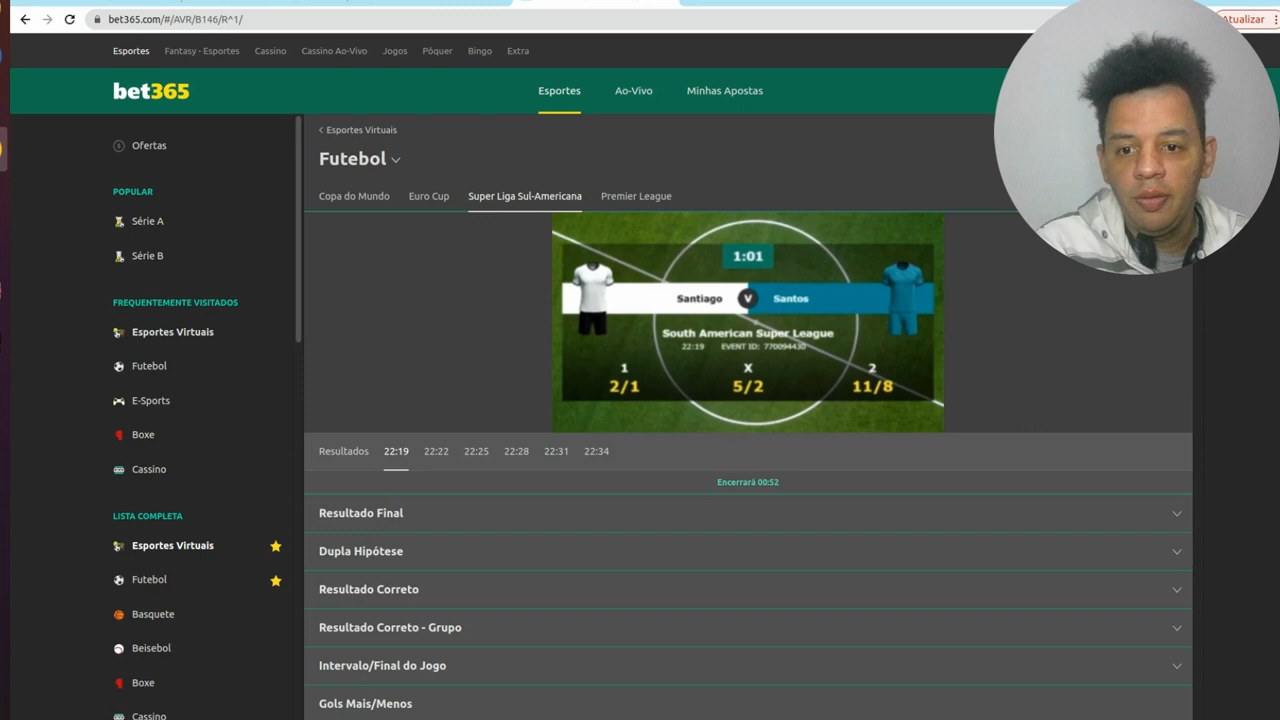 bet365.com/#/AVR/B146/R^1/
Atualizar
Esportes Fantasy - Esportes Cassino Cassino Ao-Vivo Jogos Pôquer Bingo Extra
bet365
Esportes Ao-Vivo Minhas Apostas
Ofertas
POPULAR
Série A
Série B
FREQUENTEMENTE VISITADOS
Esportes Virtuais
Futebol
E-Sports
Boxe
Cassino
LISTA COMPLETA
Esportes Virtuais
Futebol
Basquete
Beisebol
Boxe
Cassino
Esportes Virtuais
Futebol
Copa do Mundo Euro Cup Super Liga Sul-Americana Premier League
1:01
Santiago V Santos
South American Super League
22:19 EVENT ID: 770094430
1 X 2
2/1 5/2 11/8
Resultados 22:19 22:22 22:25 22:28 22:31 22:34
Encerrará 00:52
Resultado Final
Dupla Hipótese
Resultado Correto
Resultado Correto - Grupo
Intervalo/Final do Jogo
Gols Mais/Menos